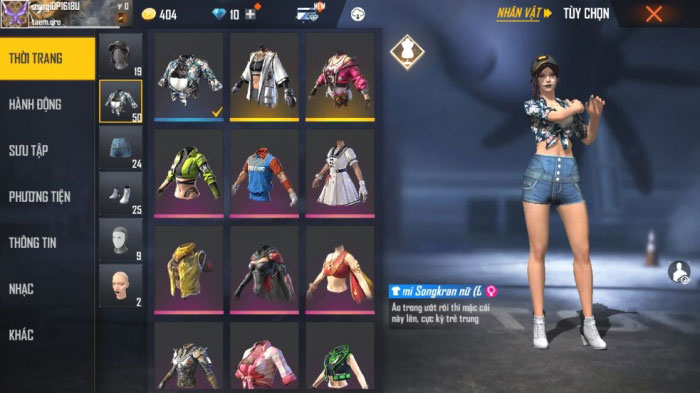 404
10
NEW
NHÂN VẬT
TÙY CHỌN
THỜI TRANG
HÀNH ĐỘNG
SƯU TẬP
PHƯƠNG TIỆN
THÔNG TIN
NHẠC
KHÁC
19
50
24
25
9
2
mi Songkran nữ (L
Áo trong ướt rồi thì mặc cái
này lên, cực kỳ trẻ trung